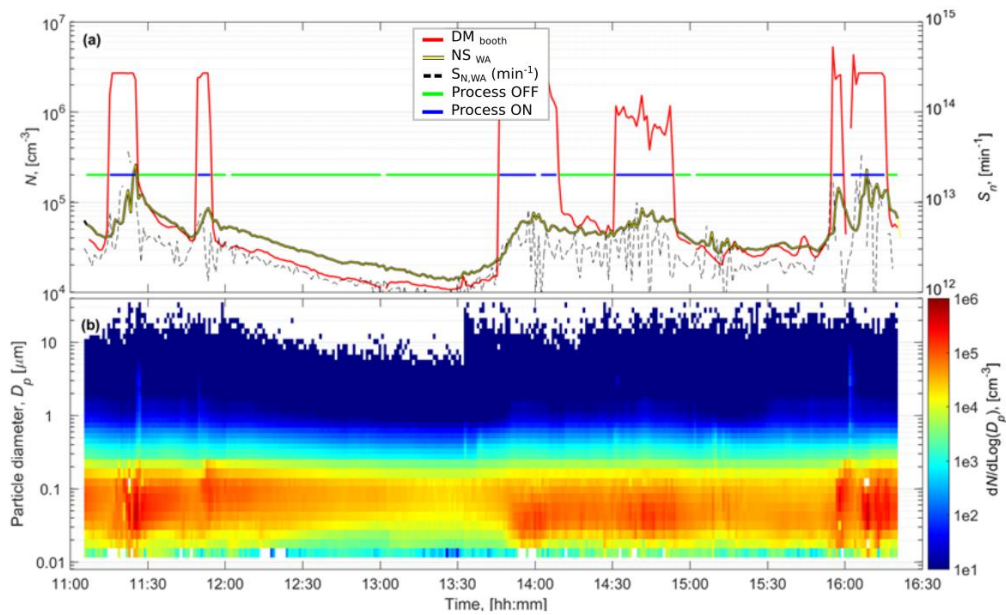 (a)
10^7
10^6
10^5
10^4
N, [cm^-3]
DM booth
NS WA
S_N,WA (min^-1)
Process OFF
Process ON
10^15
10^14
10^13
10^12
S_n, [min^-1]
(b)
10
1
0.1
0.01
Particle diameter, D_p [μm]
1e6
1e5
1e4
1e3
1e2
1e1
dN/dLog(D_p), [cm^-3]
11:00 11:30 12:00 12:30 13:00 13:30 14:00 14:30 15:00 15:30 16:00 16:30
Time, [hh:mm]